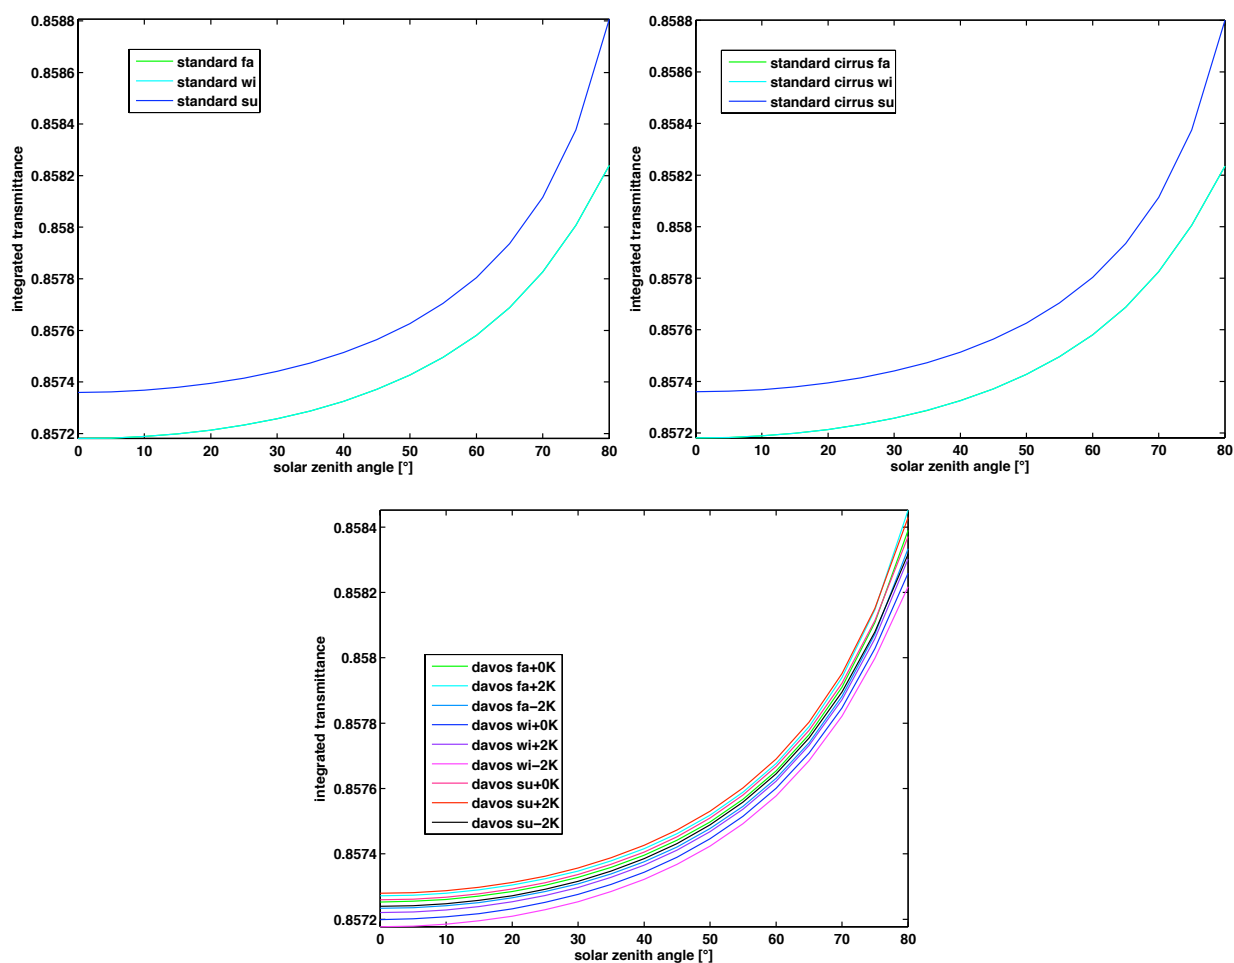 0.8588
0.8586
0.8584
0.8582
0.858
0.8578
0.8576
0.8574
0.8572
integrated transmittance
standard fa
standard wi
standard su
0 10 20 30 40 50 60 70 80
solar zenith angle [°]
0.8588
0.8586
0.8584
0.8582
0.858
0.8578
0.8576
0.8574
0.8572
integrated transmittance
standard cirrus fa
standard cirrus wi
standard cirrus su
0 10 20 30 40 50 60 70 80
solar zenith angle [°]
0.8584
0.8582
0.858
0.8578
0.8576
0.8574
0.8572
integrated transmittance
davos fa+0K
davos fa+2K
davos fa−2K
davos wi+0K
davos wi+2K
davos wi−2K
davos su+0K
davos su+2K
davos su−2K
0 10 20 30 40 50 60 70 80
solar zenith angle [°]